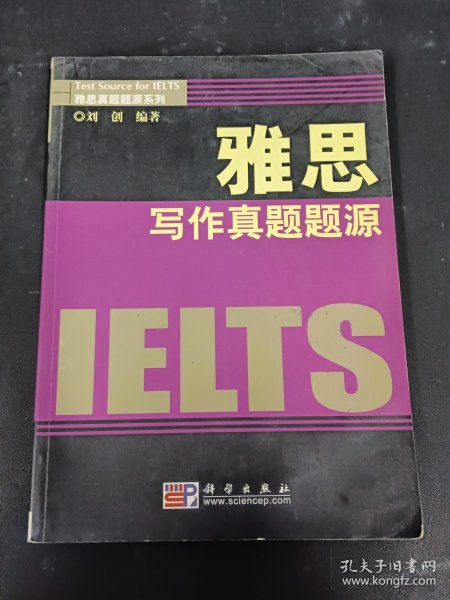 Test Source for IELTS
雅思真题题源系列
◎刘 创 编著
雅思
写作真题题源
IELTS
科学出版社
www.sciencep.com
孔夫子旧书网
www.kongfz.com